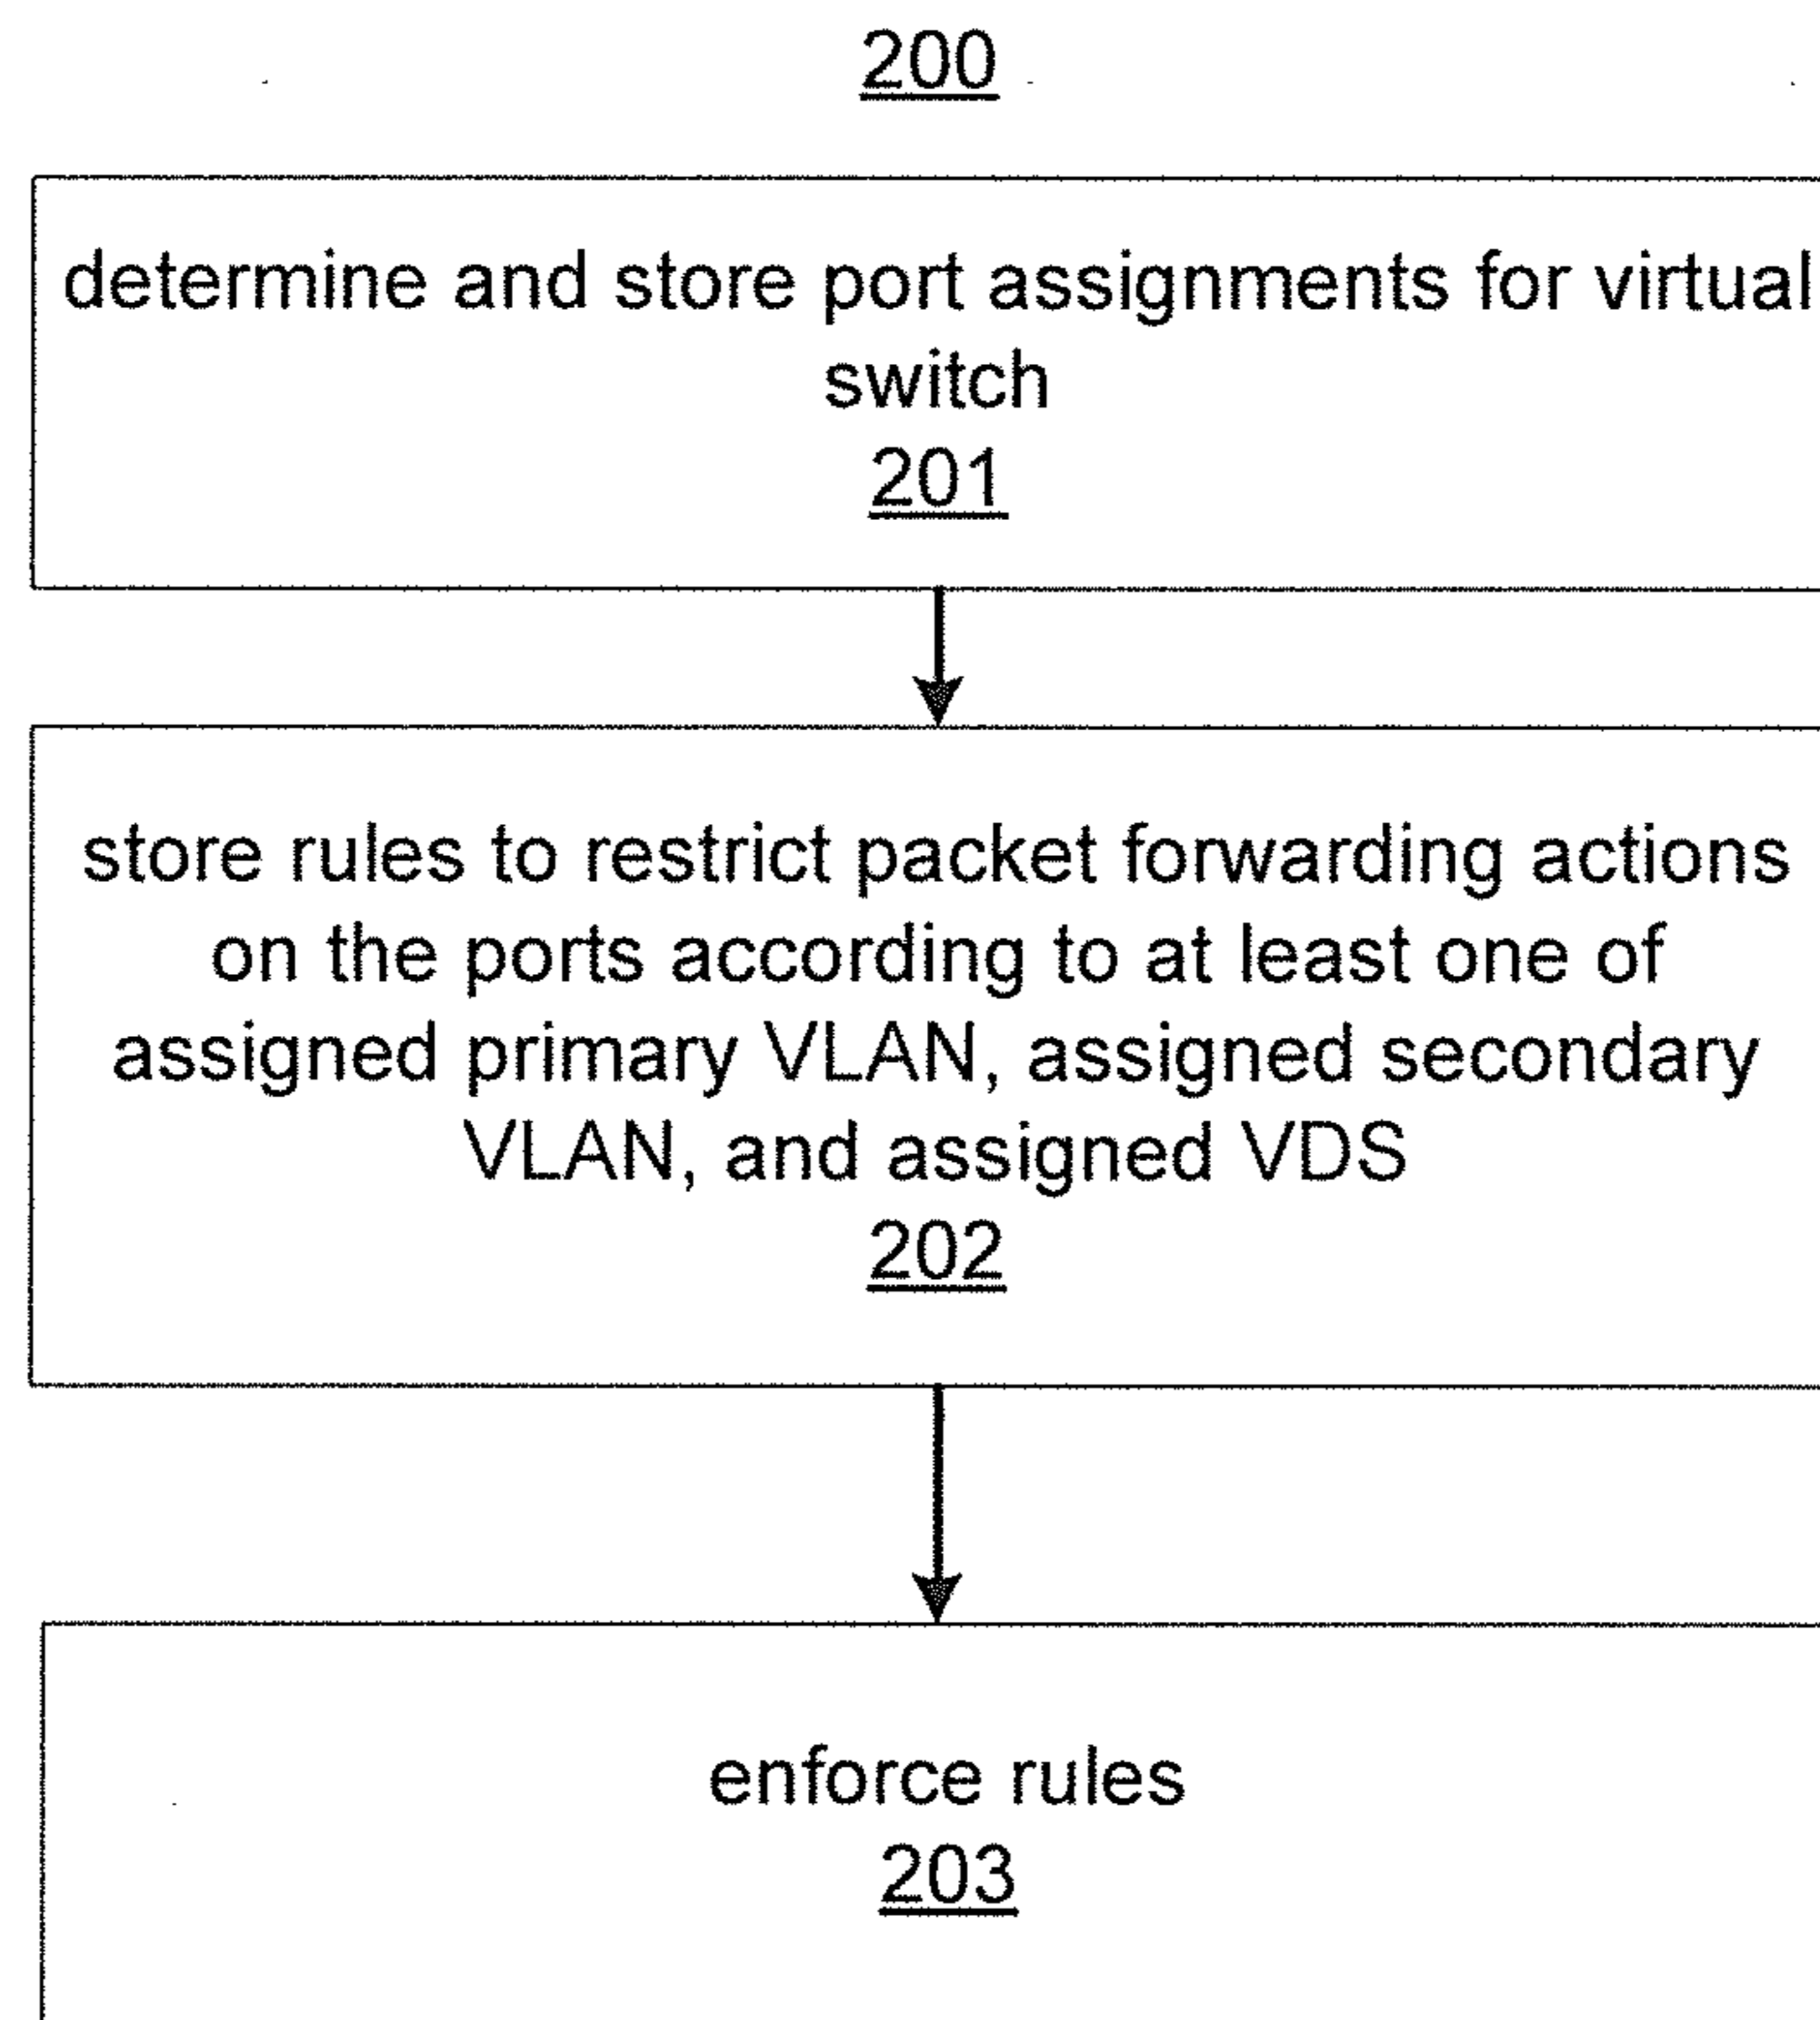 200
determine and store port assignments for virtual
switch
201
store rules to restrict packet forwarding actions
on the ports according to at least one of
assigned primary VLAN, assigned secondary
VLAN, and assigned VDS
202
enforce rules
203